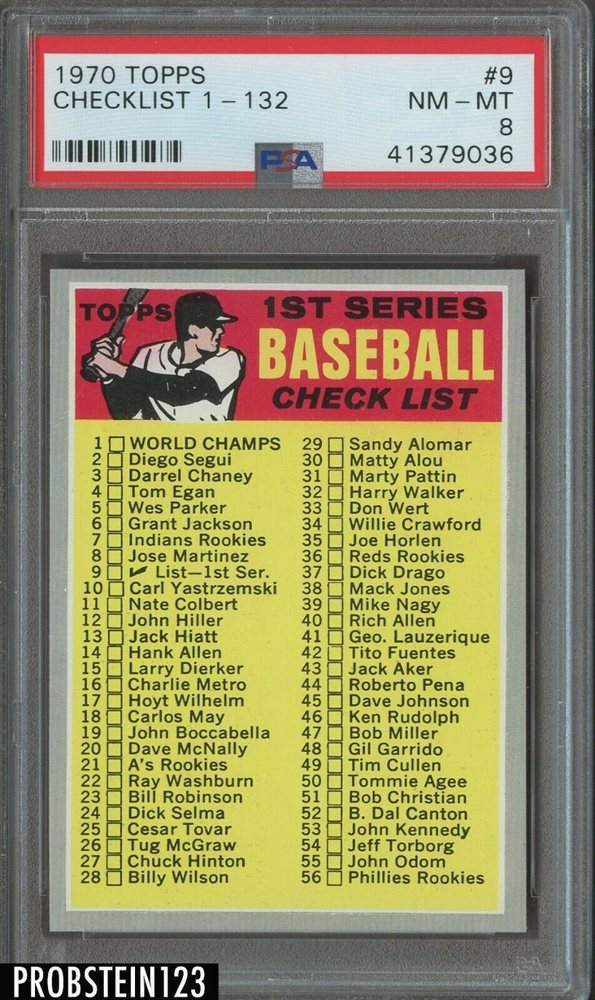 1970 TOPPS #9
CHECKLIST 1-132 NM-MT
8
PSA 41379036
TOPPS 1ST SERIES
BASEBALL
CHECK LIST
1 WORLD CHAMPS
2 Diego Segui
3 Darrel Chaney
4 Tom Egan
5 Wes Parker
6 Grant Jackson
7 Indians Rookies
8 Jose Martinez
9 ✔ List—1st Ser.
10 Carl Yastrzemski
11 Nate Colbert
12 John Hiller
13 Jack Hiatt
14 Hank Allen
15 Larry Dierker
16 Charlie Metro
17 Hoyt Wilhelm
18 Carlos May
19 John Boccabella
20 Dave McNally
21 A's Rookies
22 Ray Washburn
23 Bill Robinson
24 Dick Selma
25 Cesar Tovar
26 Tug McGraw
27 Chuck Hinton
28 Billy Wilson
29 Sandy Alomar
30 Matty Alou
31 Marty Pattin
32 Harry Walker
33 Don Wert
34 Willie Crawford
35 Joe Horlen
36 Reds Rookies
37 Dick Drago
38 Mack Jones
39 Mike Nagy
40 Rich Allen
41 Geo. Lauzerique
42 Tito Fuentes
43 Jack Aker
44 Roberto Pena
45 Dave Johnson
46 Ken Rudolph
47 Bob Miller
48 Gil Garrido
49 Tim Cullen
50 Tommie Agee
51 Bob Christian
52 B. Dal Canton
53 John Kennedy
54 Jeff Torborg
55 John Odom
56 Phillies Rookies
PROBSTEIN123